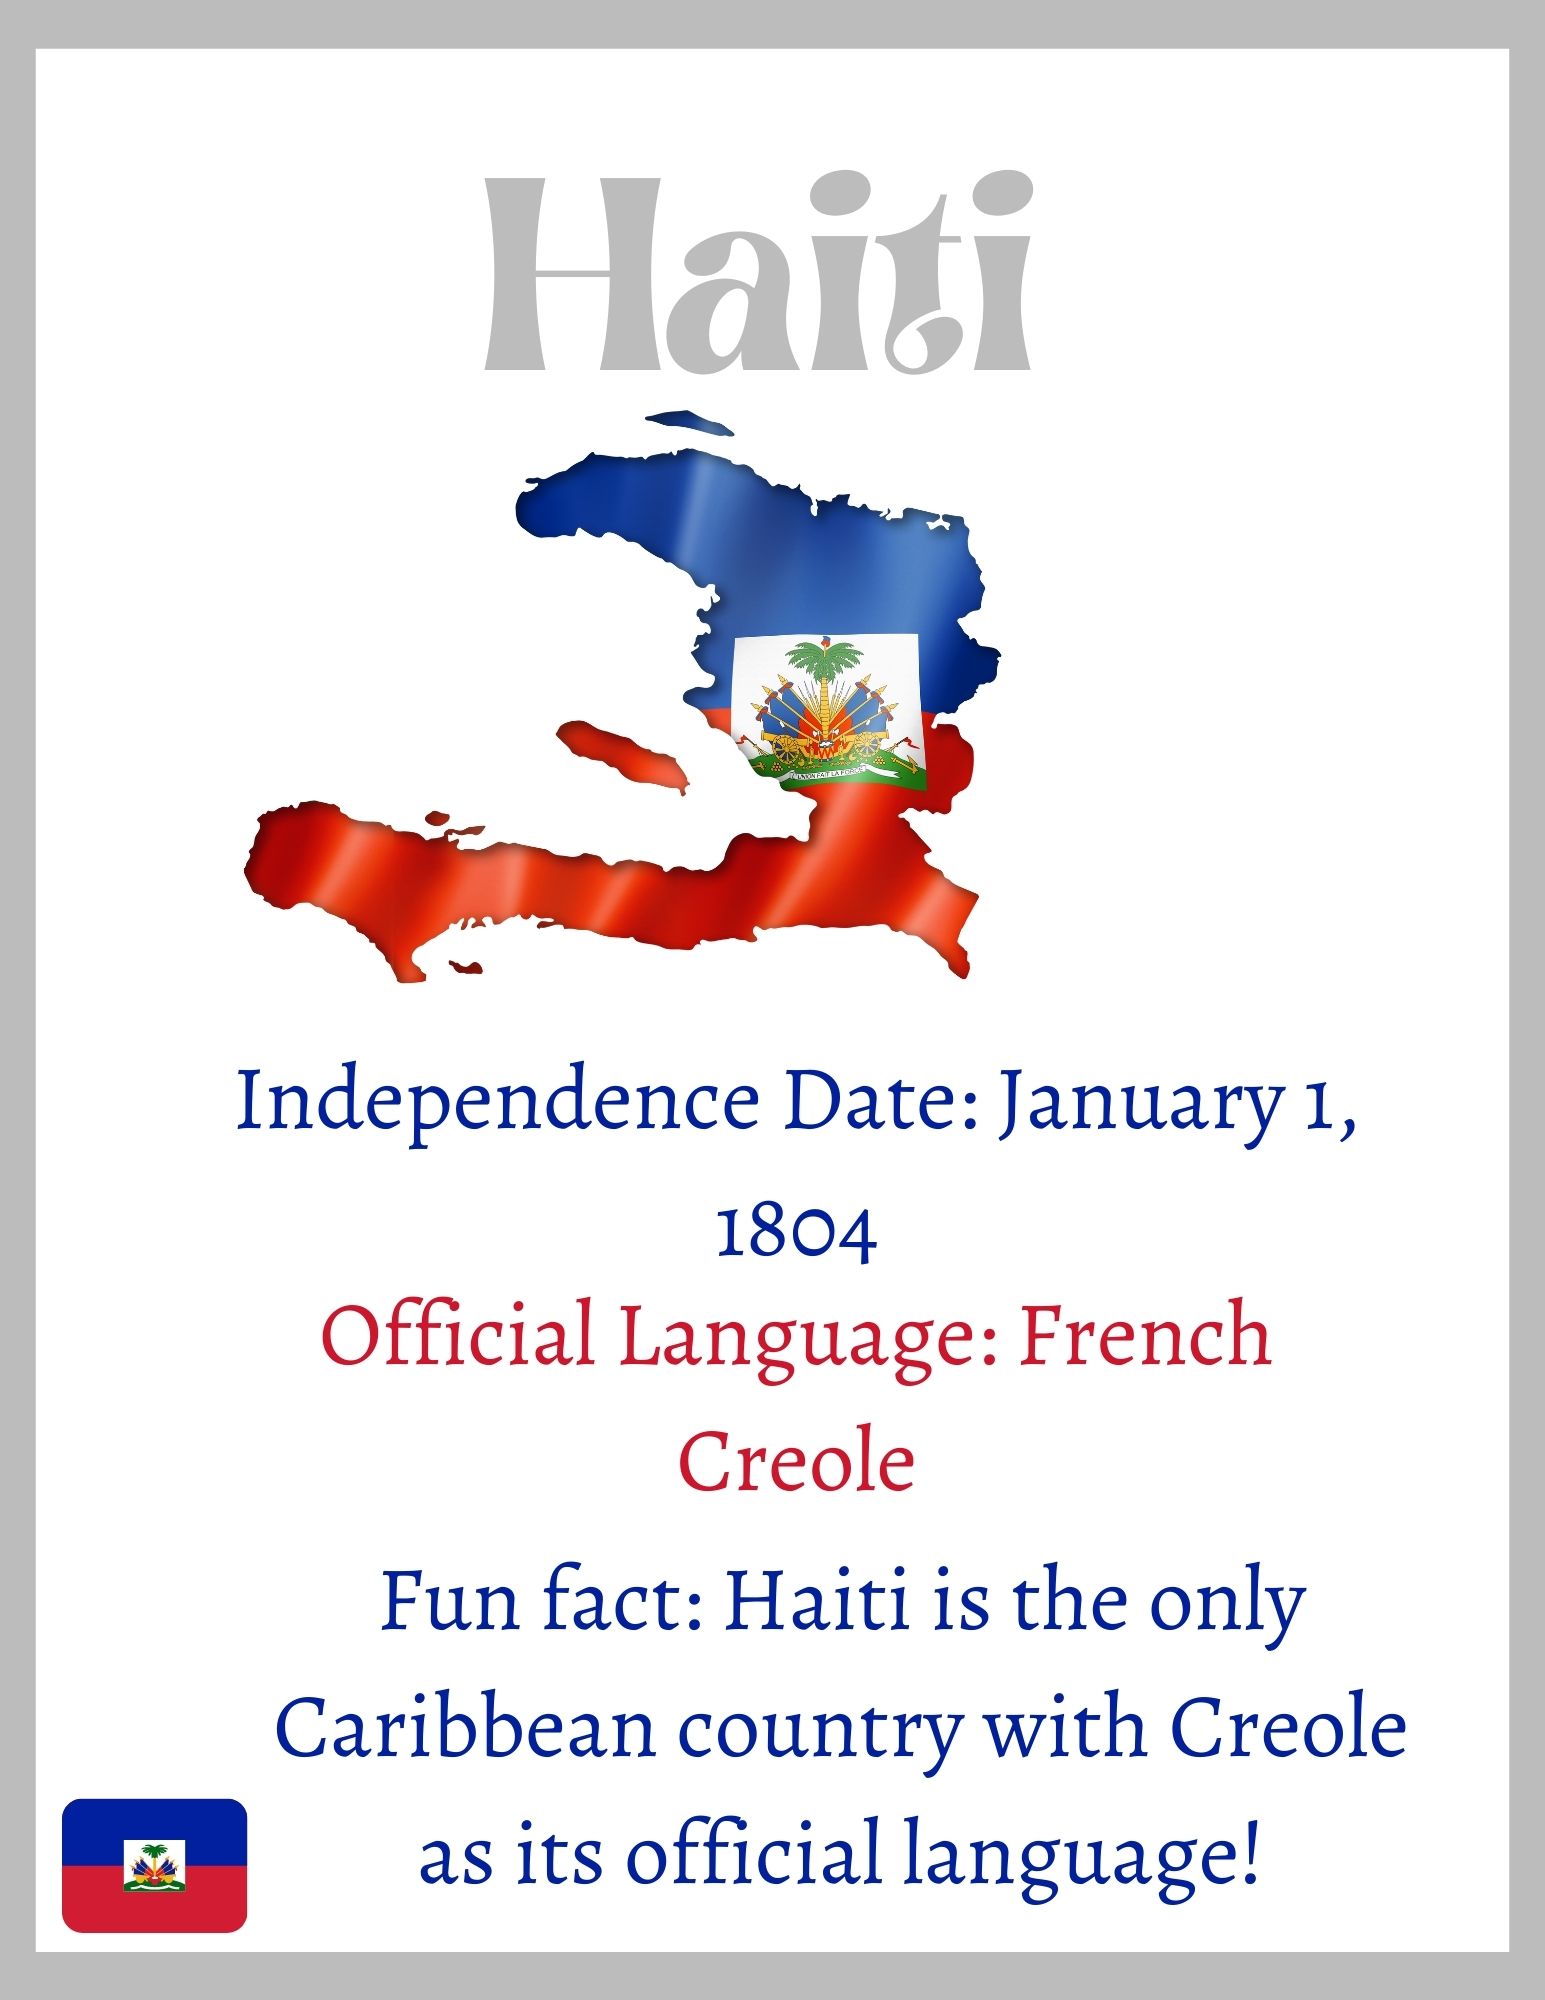 Haiti
L'UNION FAIT LA FORCE
Independence Date: January 1,
1804
Official Language: French
Creole
Fun fact: Haiti is the only
Caribbean country with Creole
as its official language!